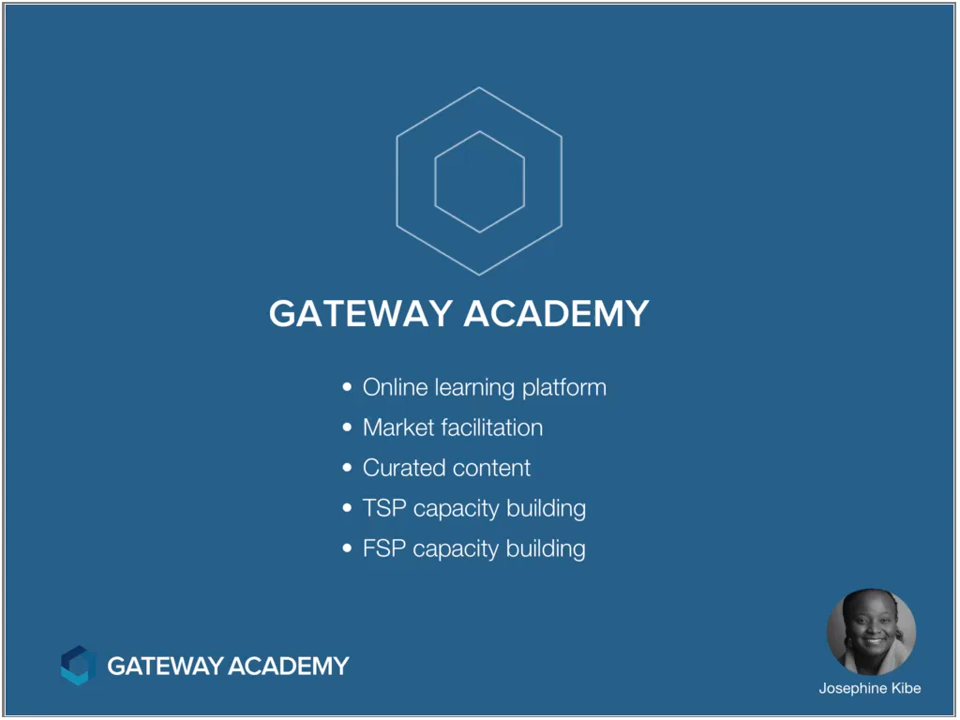 GATEWAY ACADEMY
• Online learning platform
• Market facilitation
• Curated content
• TSP capacity building
• FSP capacity building
GATEWAY ACADEMY
Josephine Kibe